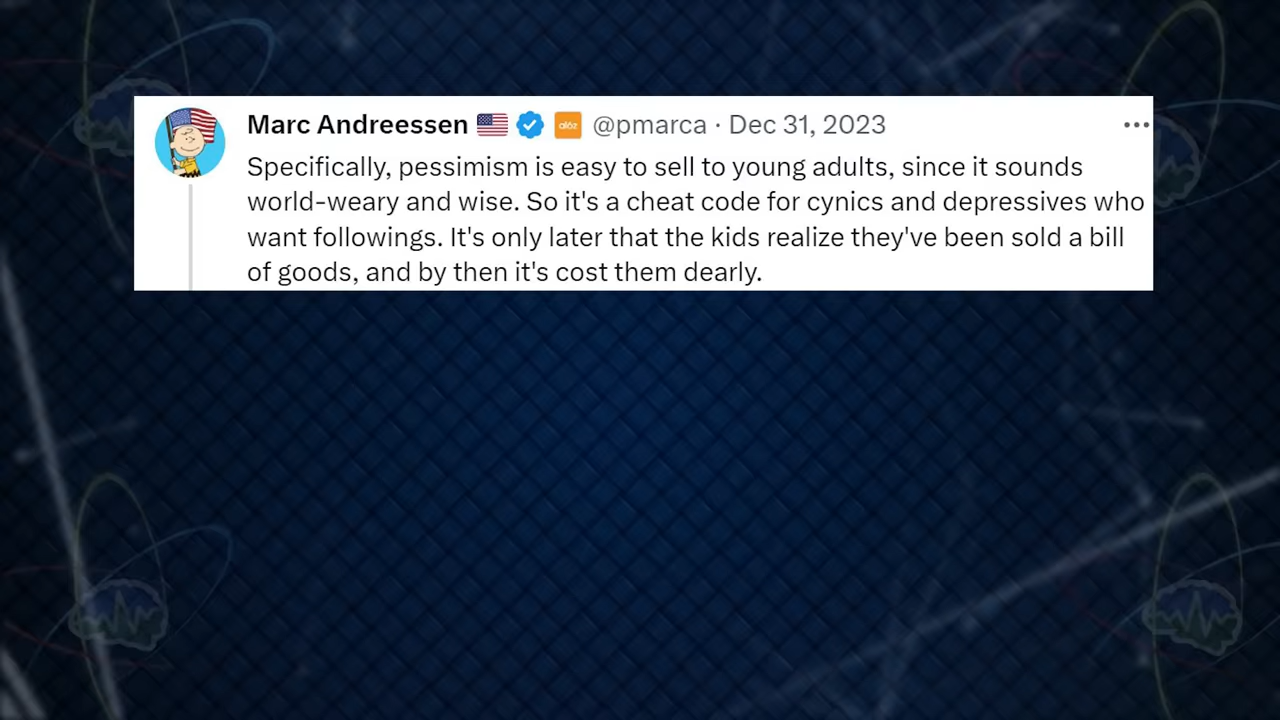 Marc Andreessen 🇺🇸 a16z @pmarca · Dec 31, 2023
Specifically, pessimism is easy to sell to young adults, since it sounds
world-weary and wise. So it's a cheat code for cynics and depressives who
want followings. It's only later that the kids realize they've been sold a bill
of goods, and by then it's cost them dearly.